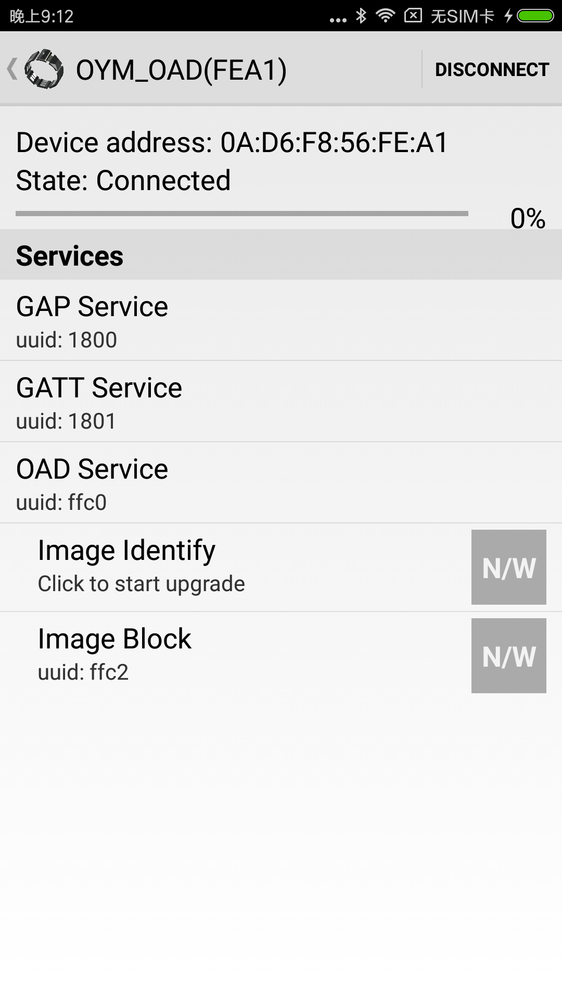 晚上9:12
无SIM卡
OYM_OAD(FEA1)
DISCONNECT
Device address: 0A:D6:F8:56:FE:A1
State: Connected
0%
Services
GAP Service
uuid: 1800
GATT Service
uuid: 1801
OAD Service
uuid: ffc0
Image Identify
Click to start upgrade
N/W
Image Block
uuid: ffc2
N/W